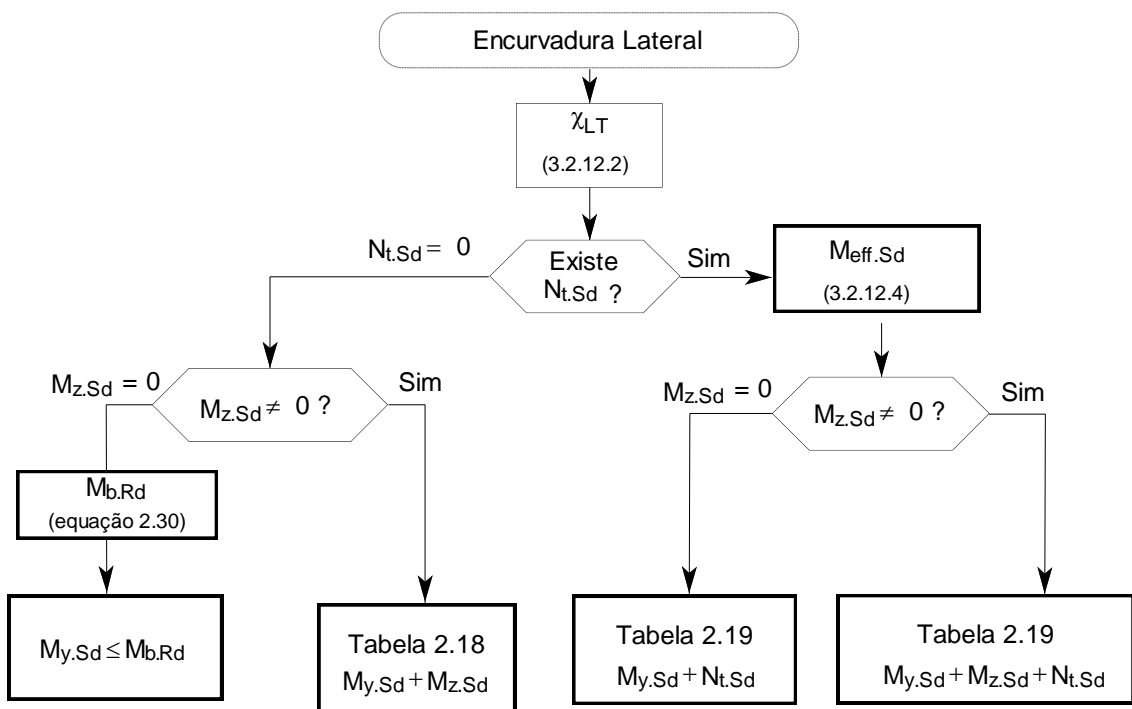 Encurvadura Lateral
χLT
(3.2.12.2)
Nt.Sd = 0
Existe
Nt.Sd ?
Sim
Meff.Sd
(3.2.12.4)
Mz.Sd = 0
Mz.Sd ≠ 0 ?
Sim
Mz.Sd = 0
Mz.Sd ≠ 0 ?
Sim
Mb.Rd
(equação 2.30)
My.Sd ≤ Mb.Rd
Tabela 2.18
My.Sd + Mz.Sd
Tabela 2.19
My.Sd + Nt.Sd
Tabela 2.19
My.Sd + Mz.Sd + Nt.Sd